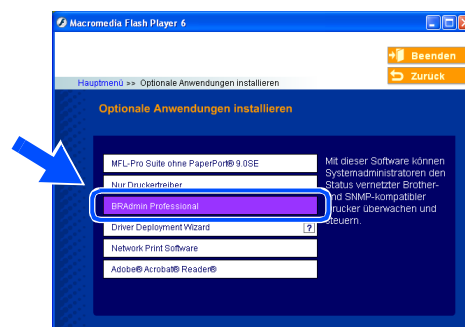 Macromedia Flash Player 6
Beenden
Zurück
Hauptmenü >> Optionale Anwendungen installieren
Optionale Anwendungen installieren
MFL-Pro Suite ohne PaperPort® 9.0SE
Nur Druckertreiber
BRAdmin Professional
Driver Deployment Wizard ?
Network Print Software
Adobe® Acrobat® Reader®
Mit dieser Software können
Systemadministratoren den
Status vernetzter Brother-
und SNMP-kompatibler
Drucker überwachen und
steuern.